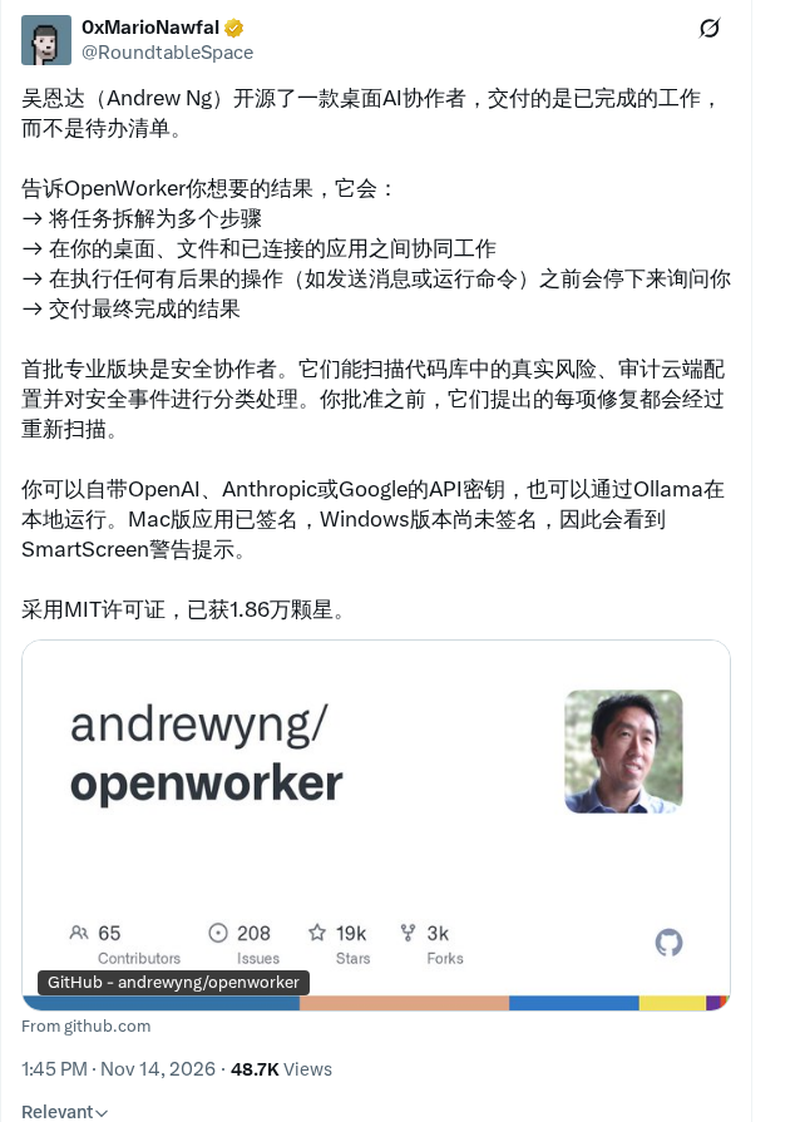 0xMarioNawfal
@RoundtableSpace
吴恩达（Andrew Ng）开源了一款桌面AI协作者，交付的是已完成的工作，
而不是待办清单。
告诉OpenWorker你想要的结果，它会：
→ 将任务拆解为多个步骤
→ 在你的桌面、文件和已连接的应用之间协同工作
→ 在执行任何有后果的操作（如发送消息或运行命令）之前会停下来询问你
→ 交付最终完成的结果
首批专业版块是安全协作者。它们能扫描代码库中的真实风险、审计云端配
置并对安全事件进行分类处理。你批准之前，它们提出的每项修复都会经过
重新扫描。
你可以自带OpenAI、Anthropic或Google的API密钥，也可以通过Ollama在
本地运行。Mac版应用已签名，Windows版本尚未签名，因此会看到
SmartScreen警告提示。
采用MIT许可证，已获1.86万颗星。
andrewyng/
openworker
65 208 19k 3k
Contributors Issues Stars Forks
GitHub - andrewyng/openworker
From github.com
1:45 PM · Nov 14, 2026 · 48.7K Views
Relevant